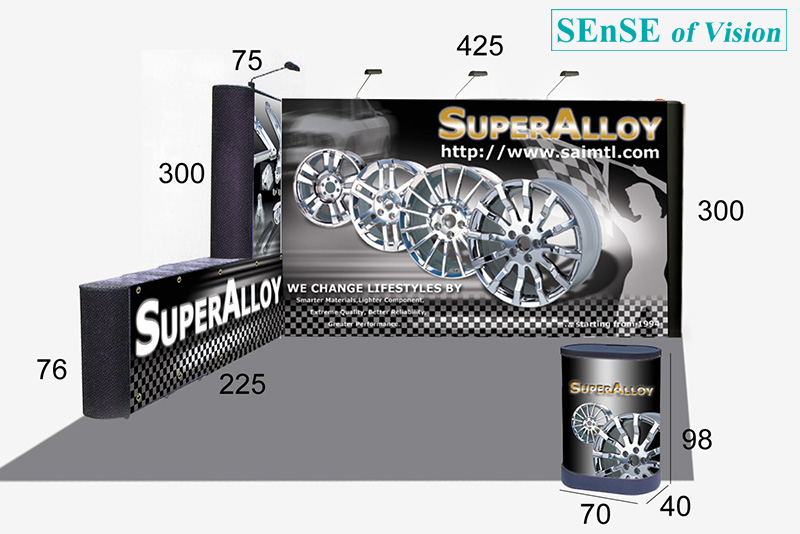 SEnSE of Vision
75
425
SUPERALLOY
http://www.saimtl.com
300
300
WE CHANGE LIFESTYLES BY
Smarter Materials,Lighter Component,
Extreme Quality, Better Reliability,
Greater Performance.
... starting from 1994
SUPERALLOY
76
225
SUPERALLOY
98
70
40